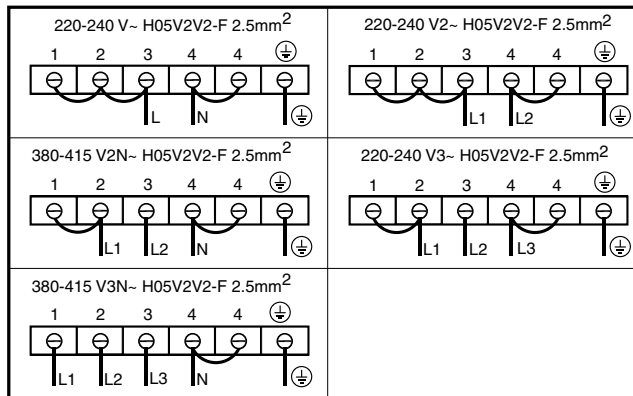 220-240 V~ H05V2V2-F 2.5mm²
1 2 3 4 4
L N
220-240 V2~ H05V2V2-F 2.5mm²
1 2 3 4 4
L1 L2
380-415 V2N~ H05V2V2-F 2.5mm²
1 2 3 4 4
L1 L2 N
220-240 V3~ H05V2V2-F 2.5mm²
1 2 3 4 4
L1 L2 L3
380-415 V3N~ H05V2V2-F 2.5mm²
1 2 3 4 4
L1 L2 L3 N